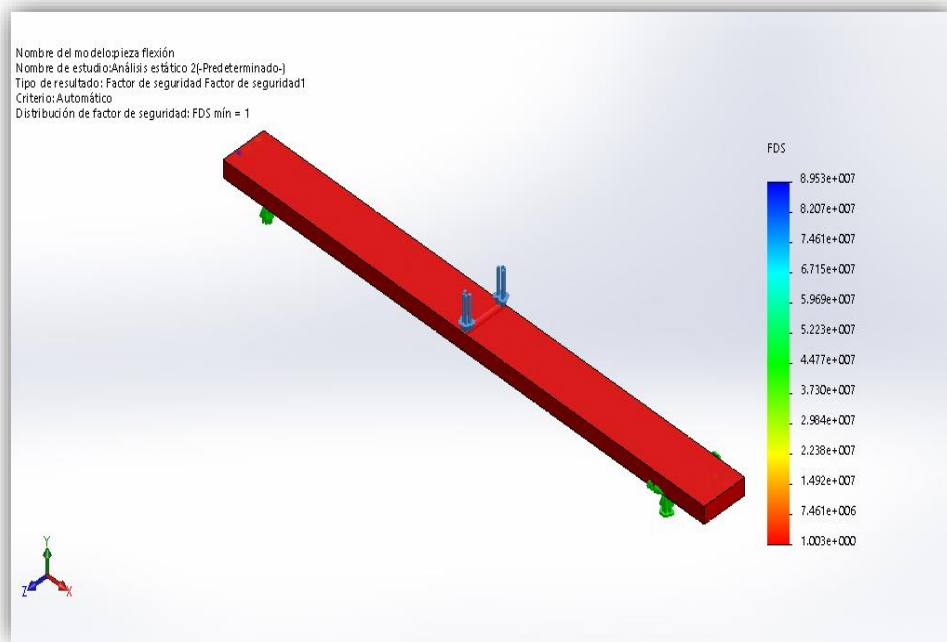 Nombre del modelo:pieza flexión
Nombre de estudio:Análisis estático 2(-Predeterminado-)
Tipo de resultado: Factor de seguridad Factor de seguridad1
Criterio: Automático
Distribución de factor de seguridad: FDS mín = 1
FDS
8.953e+007
8.207e+007
7.461e+007
6.715e+007
5.969e+007
5.223e+007
4.477e+007
3.730e+007
2.984e+007
2.238e+007
1.492e+007
7.461e+006
1.003e+000
Y
Z
X